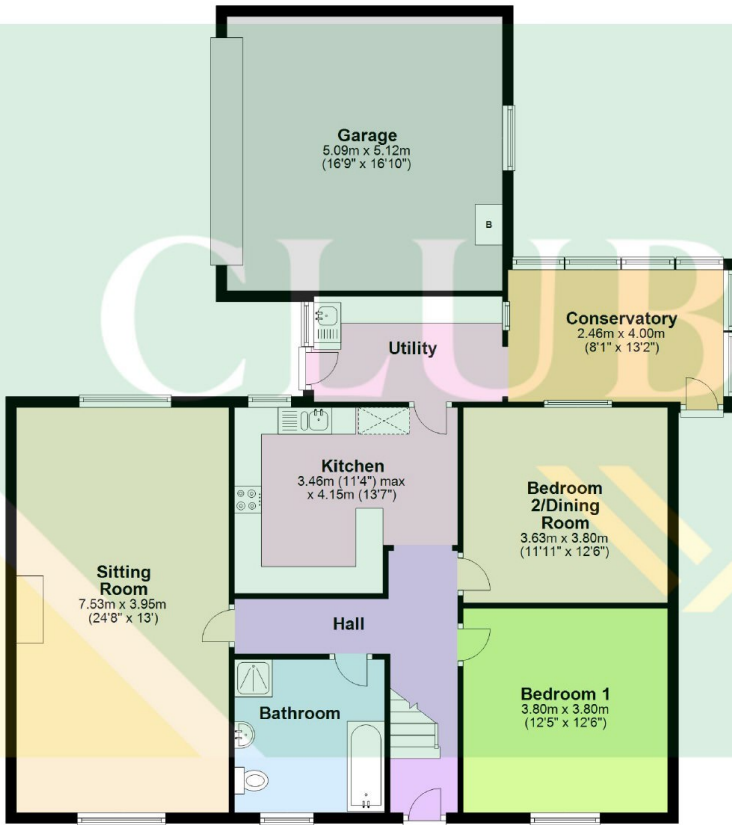 Garage
5.09m x 5.12m
(16'9" x 16'10")
B
CLUB
Conservatory
2.46m x 4.00m
(8'1" x 13'2")
Utility
Kitchen
3.46m (11'4") max
x 4.15m (13'7")
Bedroom
2/Dining
Room
3.63m x 3.80m
(11'11" x 12'6")
Sitting
Room
7.53m x 3.95m
(24'8" x 13')
Hall
Bathroom
Bedroom 1
3.80m x 3.80m
(12'5" x 12'6")